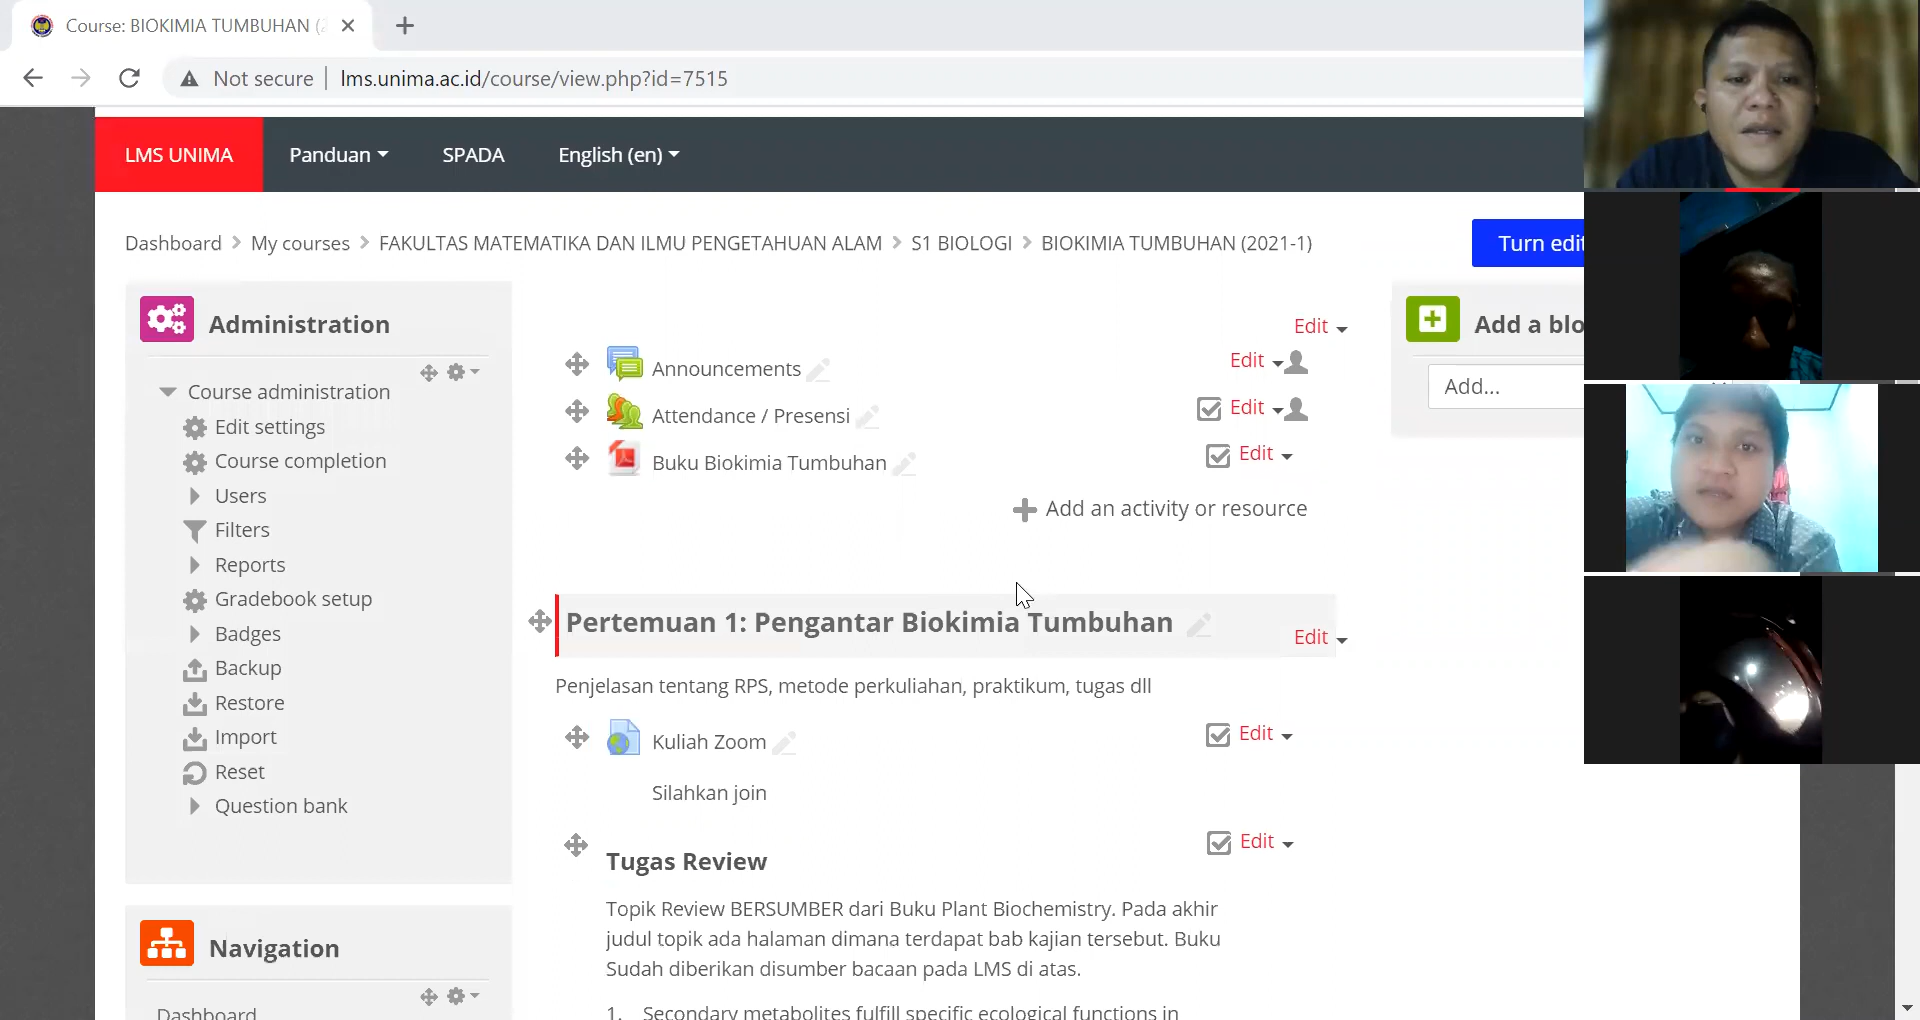 Course: BIOKIMIA TUMBUHAN
Not secure
lms.unima.ac.id/course/view.php?id=7515
LMS UNIMA
Panduan
SPADA
English (en)
Dashboard
My courses
FAKULTAS MATEMATIKA DAN ILMU PENGETAHUAN ALAM
S1 BIOLOGI
BIOKIMIA TUMBUHAN (2021-1)
Turn
Administration
Course administration
Edit settings
Course completion
Users
Filters
Reports
Gradebook setup
Badges
Backup
Restore
Import
Reset
Question bank
Navigation
Dashboard
Edit
Announcements
Edit
Attendance / Presensi
Edit
Buku Biokimia Tumbuhan
Edit
Add an activity or resource
Pertemuan 1: Pengantar Biokimia Tumbuhan
Edit
Penjelasan tentang RPS, metode perkuliahan, praktikum, tugas dll
Kuliah Zoom
Edit
Silahkan join
Edit
Tugas Review
Topik Review BERSUMBER dari Buku Plant Biochemistry. Pada akhir
judul topik ada halaman dimana terdapat bab kajian tersebut. Buku
Sudah diberikan disumber bacaan pada LMS di atas.
1. Secondary metabolites fulfill specific ecological functions in
Add a
Add...